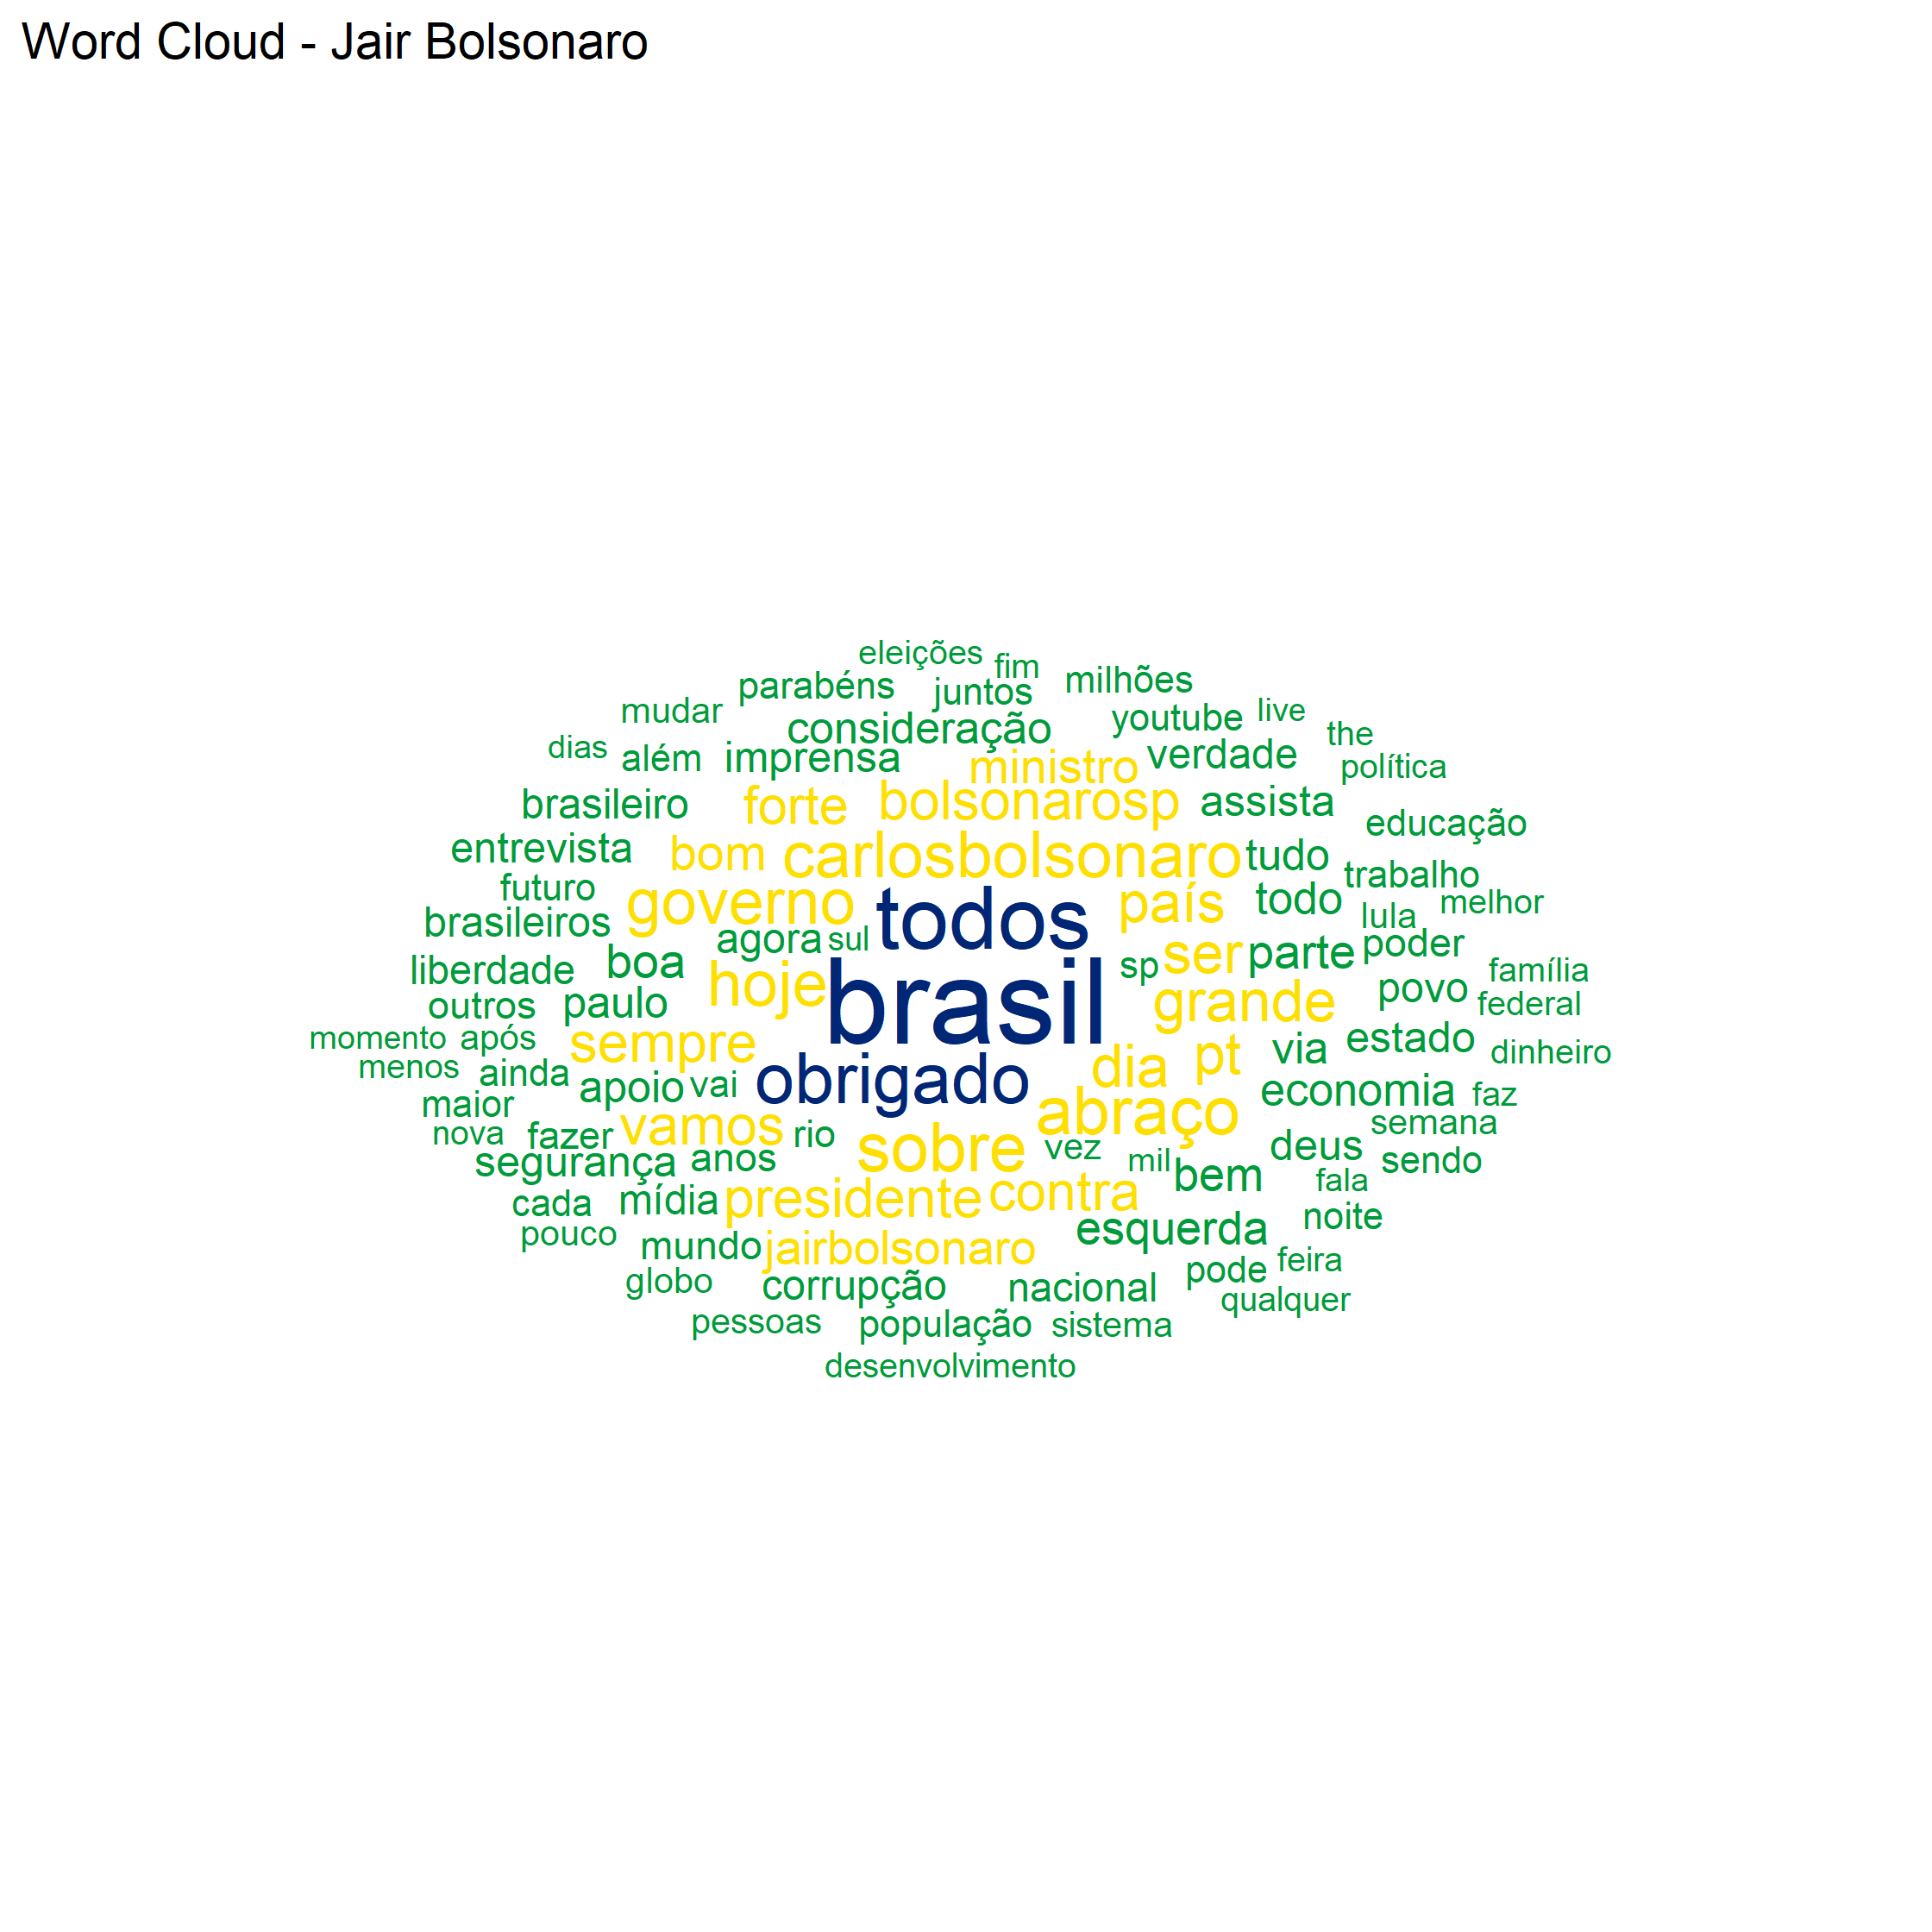 Word Cloud - Jair Bolsonaro
eleições
fim
parabéns
juntos
milhões
mudar
consideração
youtube
live
the
dias
além
imprensa
ministro
verdade
política
brasileiro
forte
bolsonarosp
assista
educação
entrevista
bom
carlosbolsonaro
tudo
trabalho
futuro
governo
todos
país
todo
lula
melhor
brasileiros
agora
sul
ser
parte
poder
liberdade
boa
hoje
brasil
sp
grande
povo
família
federal
outros
paulo
momento
após
sempre
dia
pt
via
estado
dinheiro
menos
ainda
apoio
vai
obrigado
abraço
economia
faz
maior
nova
fazer
vamos
rio
sobre
vez
semana
segurança
anos
mil
bem
deus
sendo
fala
cada
mídia
presidente
contra
noite
pouco
mundo
jairbolsonaro
esquerda
globo
corrupção
nacional
pode
feira
qualquer
pessoas
população
sistema
desenvolvimento